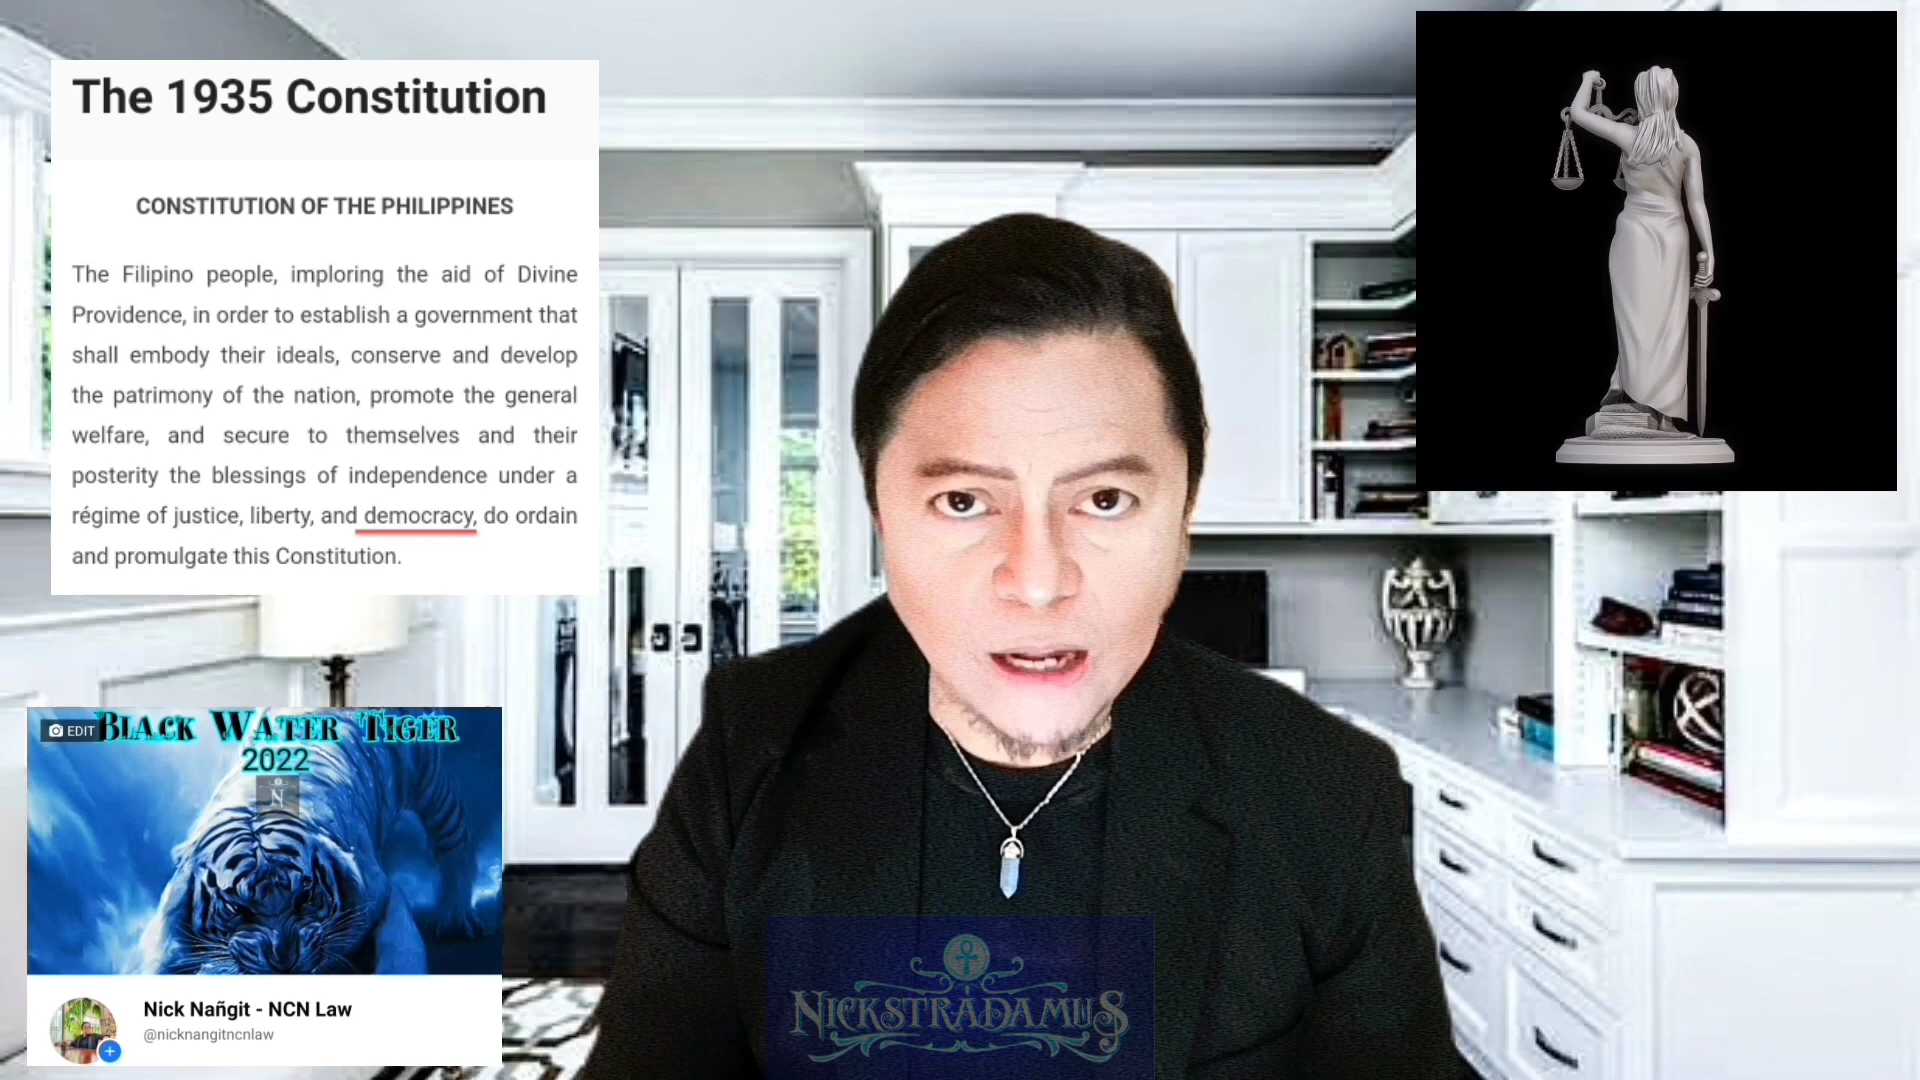 The 1935 Constitution
CONSTITUTION OF THE PHILIPPINES
The Filipino people, imploring the aid of Divine
Providence, in order to establish a government that
shall embody their ideals, conserve and develop
the patrimony of the nation, promote the general
welfare, and secure to themselves and their
posterity the blessings of independence under a
régime of justice, liberty, and democracy, do ordain
and promulgate this Constitution.
EDIT
BLACK WATER TIGER
2022
N
Nick Nañgit - NCN Law
@nicknangitncnlaw
NICKSTRADAMUS